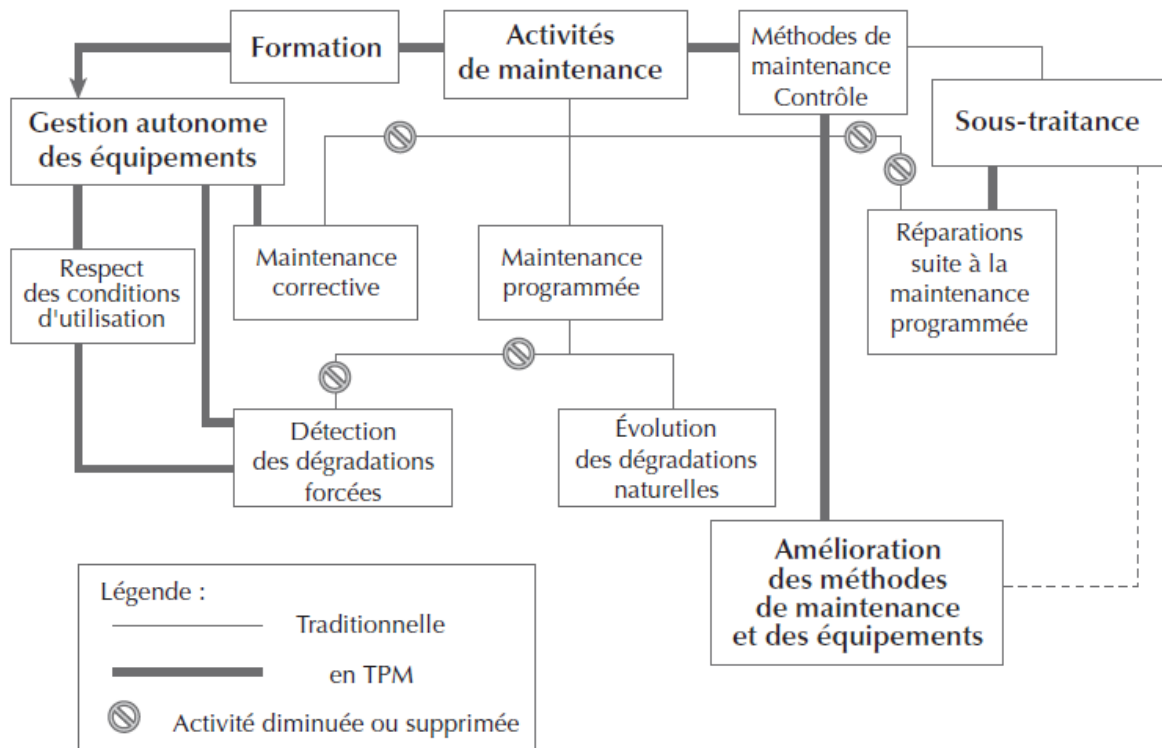 Formation
Activités
de maintenance
Méthodes de
maintenance
Contrôle
Sous-traitance
Gestion autonome
des équipements
Respect
des conditions
d'utilisation
Maintenance
corrective
Maintenance
programmée
Réparations
suite à la
maintenance
programmée
Détection
des dégradations
forcées
Évolution
des dégradations
naturelles
Amélioration
des méthodes
de maintenance
et des équipements
Légende :
Traditionnelle
en TPM
Activité diminuée ou supprimée